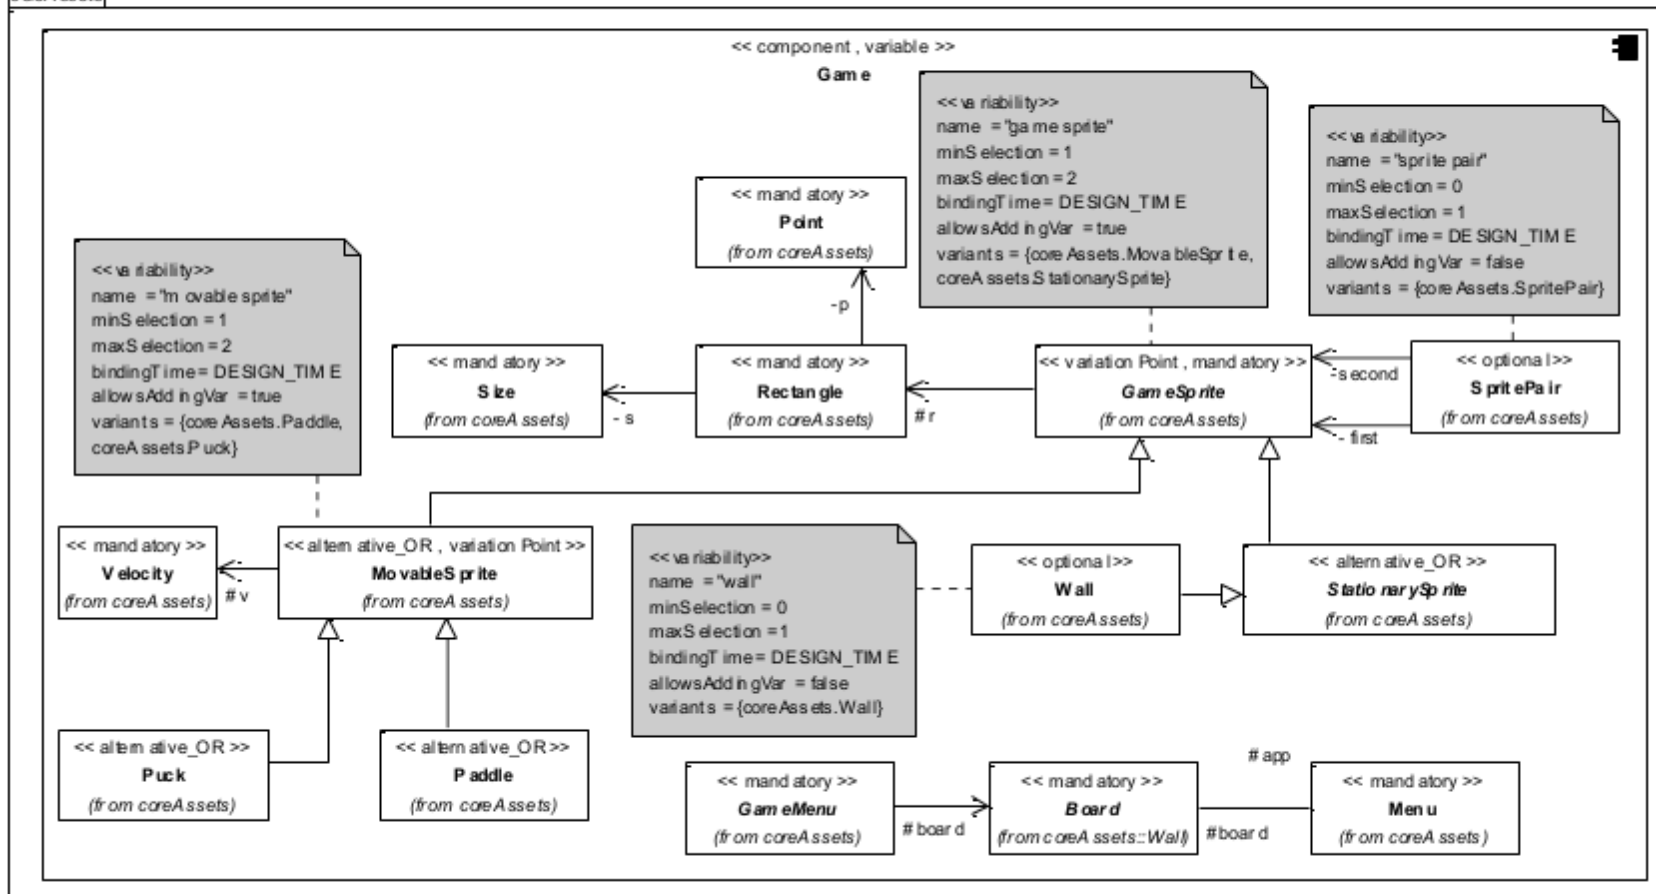 << component , variable >>
Game
<<variability>>
name = "game sprite"
minSelection = 1
maxSelection = 2
bindingTime = DESIGN_TIME
allowsAddingVar = true
variants = {coreAssets.MovableSprite,
coreAssets.StationarySprite}
<<variability>>
name = "sprite pair"
minSelection = 0
maxSelection = 1
bindingTime = DESIGN_TIME
allowsAddingVar = false
variants = {coreAssets.SpritePair}
<< mandatory >>
Point
(from coreAssets)
-p
<<variability>>
name = "movable sprite"
minSelection = 1
maxSelection = 2
bindingTime = DESIGN_TIME
allowsAddingVar = true
variants = {coreAssets.Paddle,
coreAssets.Puck}
<< mandatory >>
Size
(from coreAssets)
- s
<< mandatory >>
Rectangle
(from coreAssets)
# r
<< variation Point , mandatory >>
GameSprite
(from coreAssets)
-second
- first
<< optional>>
SpritePair
(from coreAssets)
<< mandatory >>
Velocity
(from coreAssets)
# v
<<alternative_OR , variation Point >>
MovableSprite
(from coreAssets)
<<variability>>
name = "wall"
minSelection = 0
maxSelection =1
bindingTime = DESIGN_TIME
allowsAddingVar = false
variants = {coreAssets.Wall}
<< optional>>
Wall
(from coreAssets)
<< alternative_OR >>
StationarySprite
(from coreAssets)
<< alternative_OR >>
Puck
(from coreAssets)
<< alternative_OR>>
Paddle
(from coreAssets)
<< mandatory >>
GameMenu
(from coreAssets)
# board
<< mandatory >>
Board
(from coreAssets::Wall)
# app
#board
<< mandatory >>
Menu
(from coreAssets)